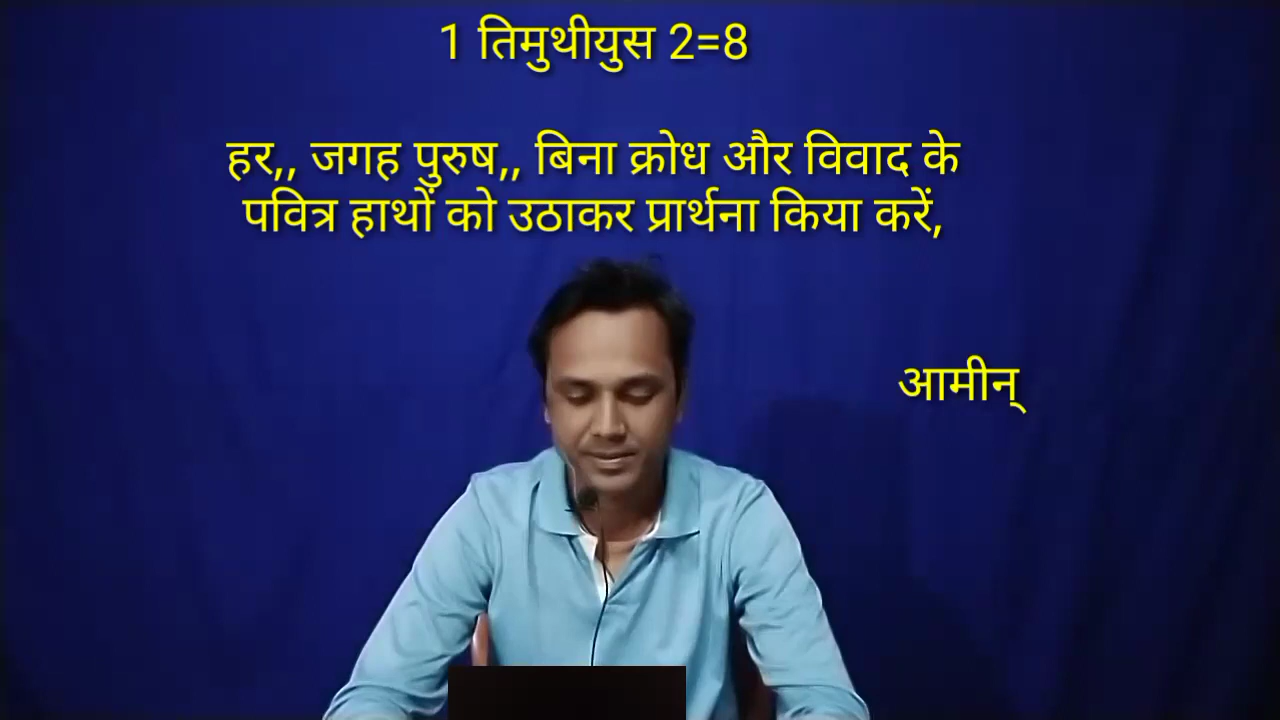 1 तिमुथीयुस 2=8
हर,, जगह पुरुष,, बिना क्रोध और विवाद के
पवित्र हाथों को उठाकर प्रार्थना किया करें,
आमीन्